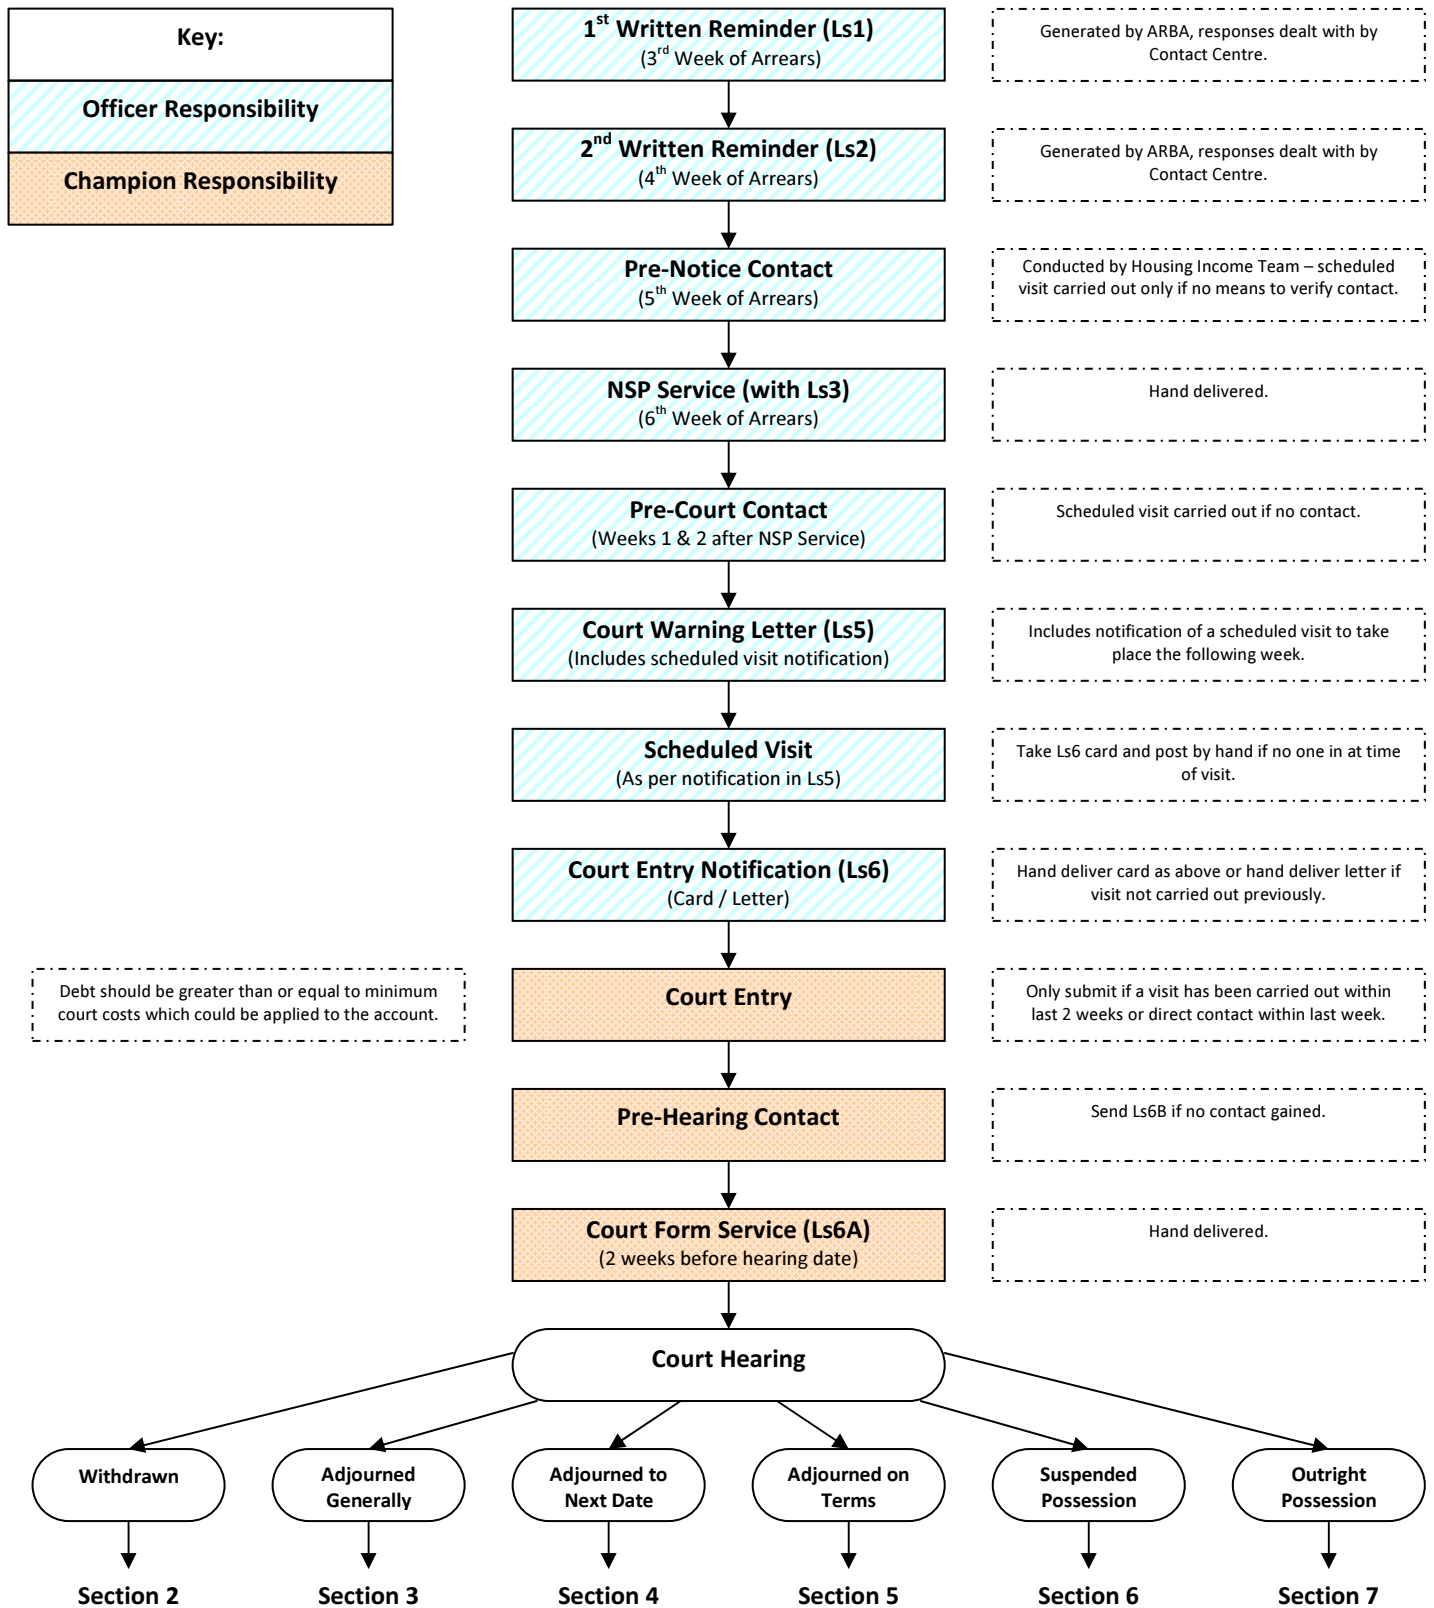 Key:
Officer Responsibility
Champion Responsibility
1st Written Reminder (Ls1)
(3rd Week of Arrears)
Generated by ARBA, responses dealt with by
Contact Centre.
2nd Written Reminder (Ls2)
(4th Week of Arrears)
Generated by ARBA, responses dealt with by
Contact Centre.
Pre-Notice Contact
(5th Week of Arrears)
Conducted by Housing Income Team – scheduled
visit carried out only if no means to verify contact.
NSP Service (with Ls3)
(6th Week of Arrears)
Hand delivered.
Pre-Court Contact
(Weeks 1 & 2 after NSP Service)
Scheduled visit carried out if no contact.
Court Warning Letter (Ls5)
(Includes scheduled visit notification)
Includes notification of a scheduled visit to take
place the following week.
Scheduled Visit
(As per notification in Ls5)
Take Ls6 card and post by hand if no one in at time
of visit.
Court Entry Notification (Ls6)
(Card / Letter)
Hand deliver card as above or hand deliver letter if
visit not carried out previously.
Debt should be greater than or equal to minimum
court costs which could be applied to the account.
Court Entry
Only submit if a visit has been carried out within
last 2 weeks or direct contact within last week.
Pre-Hearing Contact
Send Ls6B if no contact gained.
Court Form Service (Ls6A)
(2 weeks before hearing date)
Hand delivered.
Court Hearing
Withdrawn
Adjourned
Generally
Adjourned to
Next Date
Adjourned on
Terms
Suspended
Possession
Outright
Possession
Section 2
Section 3
Section 4
Section 5
Section 6
Section 7